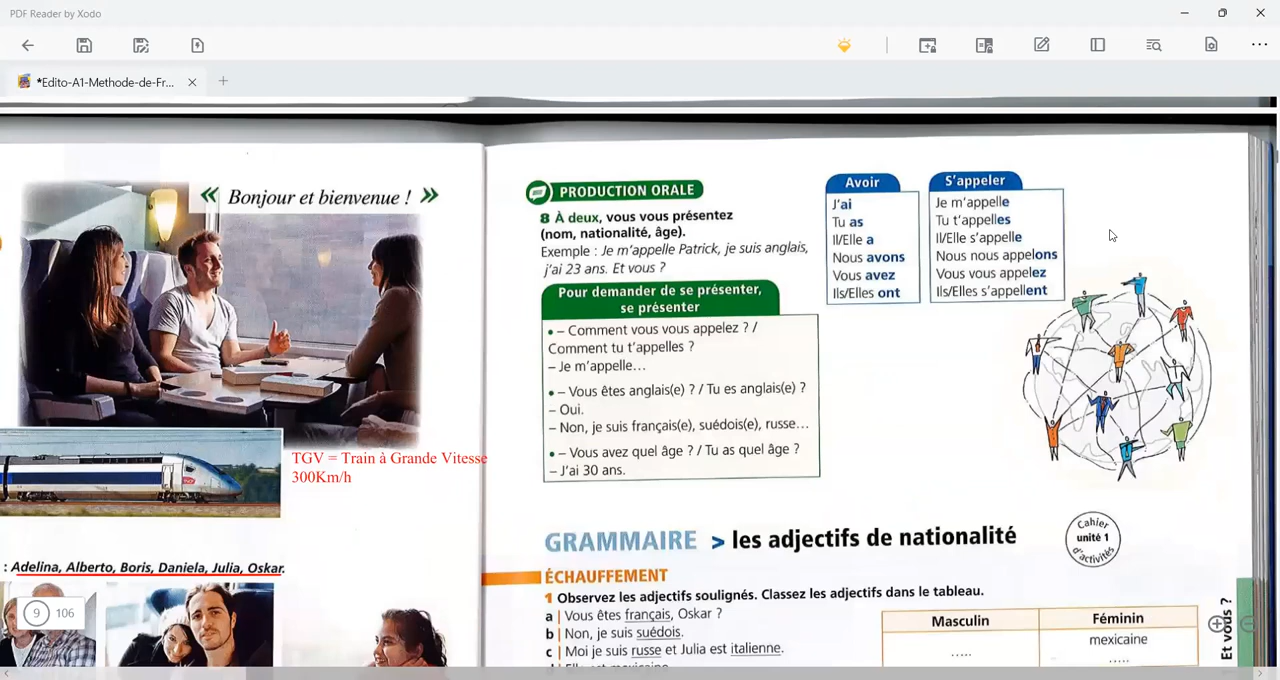 PDF Reader by Xodo
*Edito-A1-Methode-de-Fr...
« Bonjour et bienvenue ! »
TGV = Train à Grande Vitesse
300Km/h
: Adelina, Alberto, Boris, Daniela, Julia, Oskar.
9 106
PRODUCTION ORALE
8 À deux, vous vous présentez
(nom, nationalité, âge).
Exemple : Je m'appelle Patrick, je suis anglais,
j'ai 23 ans. Et vous ?
Pour demander de se présenter,
se présenter
• – Comment vous vous appelez ? /
Comment tu t'appelles ?
– Je m'appelle…
• – Vous êtes anglais(e) ? / Tu es anglais(e) ?
– Oui.
– Non, je suis français(e), suédois(e), russe…
• – Vous avez quel âge ? / Tu as quel âge ?
– J'ai 30 ans.
Avoir
J'ai
Tu as
Il/Elle a
Nous avons
Vous avez
Ils/Elles ont
S'appeler
Je m'appelle
Tu t'appelles
Il/Elle s'appelle
Nous nous appelons
Vous vous appelez
Ils/Elles s'appellent
GRAMMAIRE > les adjectifs de nationalité
Cahier
unité 1
d'activités
ÉCHAUFFEMENT
1 Observez les adjectifs soulignés. Classez les adjectifs dans le tableau.
a | Vous êtes français, Oskar ?
b | Non, je suis suédois.
c | Moi je suis russe et Julia est italienne.
Masculin Féminin
mexicaine
..... .....
Et vous ?